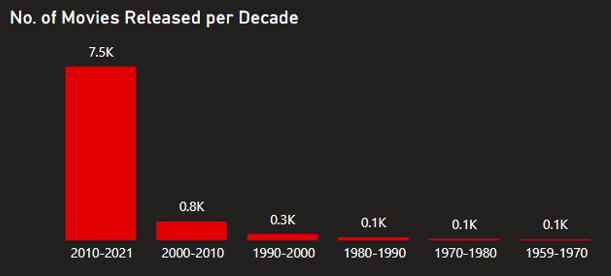 No. of Movies Released per Decade
7.5K
0.8K
0.3K
0.1K
0.1K
0.1K
2010-2021
2000-2010
1990-2000
1980-1990
1970-1980
1959-1970